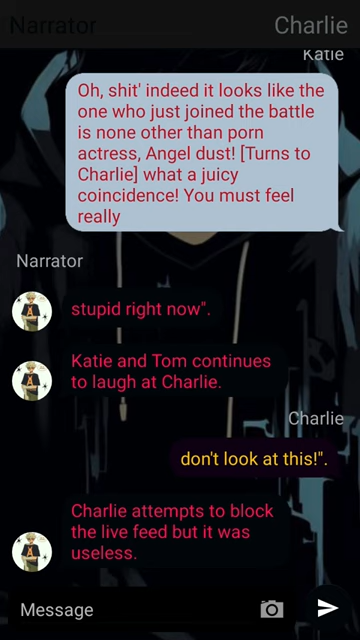 Narrator
Charlie
Katie
Oh, shit' indeed it looks like the
one who just joined the battle
is none other than porn
actress, Angel dust! [Turns to
Charlie] what a juicy
coincidence! You must feel
really
Narrator
stupid right now".
Katie and Tom continues
to laugh at Charlie.
Charlie
don't look at this!".
Charlie attempts to block
the live feed but it was
useless.
Message